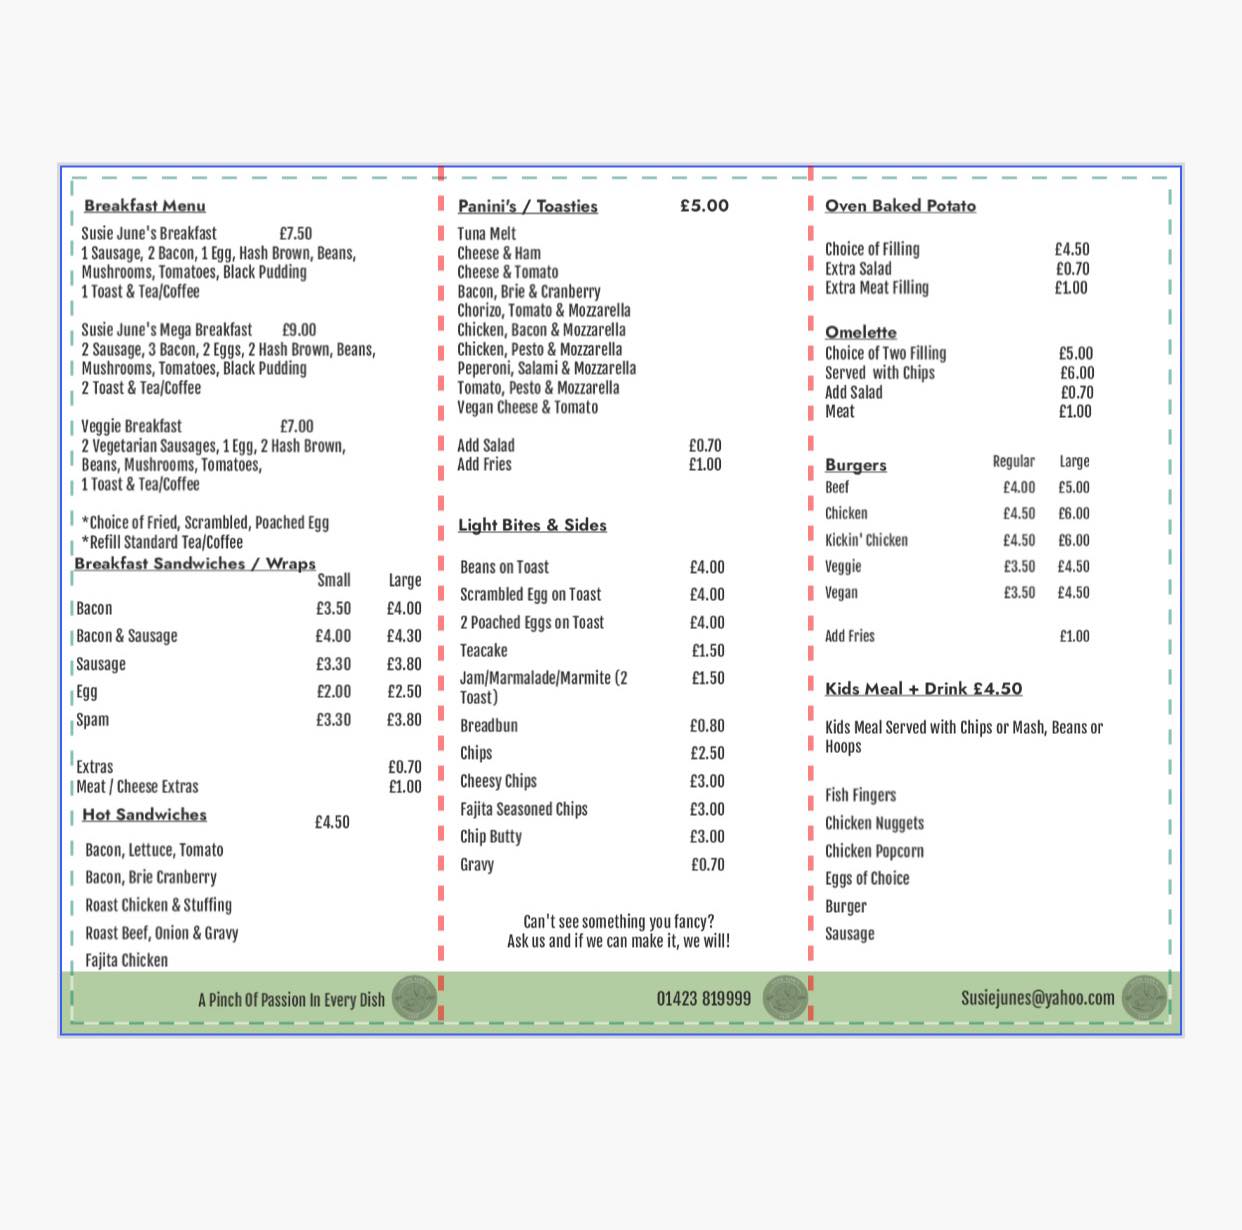 Breakfast Menu
Susie June's Breakfast £7.50
1 Sausage, 2 Bacon, 1 Egg, Hash Brown, Beans,
Mushrooms, Tomatoes, Black Pudding
1 Toast & Tea/Coffee
Susie June's Mega Breakfast £9.00
2 Sausage, 3 Bacon, 2 Eggs, 2 Hash Brown, Beans,
Mushrooms, Tomatoes, Black Pudding
2 Toast & Tea/Coffee
Veggie Breakfast £7.00
2 Vegetarian Sausages, 1 Egg, 2 Hash Brown,
Beans, Mushrooms, Tomatoes,
1 Toast & Tea/Coffee
*Choice of Fried, Scrambled, Poached Egg
*Refill Standard Tea/Coffee
Breakfast Sandwiches / Wraps
Small Large
Bacon £3.50 £4.00
Bacon & Sausage £4.00 £4.30
Sausage £3.30 £3.80
Egg £2.00 £2.50
Spam £3.30 £3.80
Extras £0.70
Meat / Cheese Extras £1.00
Hot Sandwiches £4.50
Bacon, Lettuce, Tomato
Bacon, Brie Cranberry
Roast Chicken & Stuffing
Roast Beef, Onion & Gravy
Fajita Chicken
A Pinch Of Passion In Every Dish
Panini's / Toasties £5.00
Tuna Melt
Cheese & Ham
Cheese & Tomato
Bacon, Brie & Cranberry
Chorizo, Tomato & Mozzarella
Chicken, Bacon & Mozzarella
Chicken, Pesto & Mozzarella
Peperoni, Salami & Mozzarella
Tomato, Pesto & Mozzarella
Vegan Cheese & Tomato
Add Salad £0.70
Add Fries £1.00
Light Bites & Sides
Beans on Toast £4.00
Scrambled Egg on Toast £4.00
2 Poached Eggs on Toast £4.00
Teacake £1.50
Jam/Marmalade/Marmite (2 £1.50
Toast)
Breadbun £0.80
Chips £2.50
Cheesy Chips £3.00
Fajita Seasoned Chips £3.00
Chip Butty £3.00
Gravy £0.70
Can't see something you fancy?
Ask us and if we can make it, we will!
01423 819999
Oven Baked Potato
Choice of Filling £4.50
Extra Salad £0.70
Extra Meat Filling £1.00
Omelette
Choice of Two Filling £5.00
Served with Chips £6.00
Add Salad £0.70
Meat £1.00
Burgers Regular Large
Beef £4.00 £5.00
Chicken £4.50 £6.00
Kickin' Chicken £4.50 £6.00
Veggie £3.50 £4.50
Vegan £3.50 £4.50
Add Fries £1.00
Kids Meal + Drink £4.50
Kids Meal Served with Chips or Mash, Beans or
Hoops
Fish Fingers
Chicken Nuggets
Chicken Popcorn
Eggs of Choice
Burger
Sausage
Susiejunes@yahoo.com